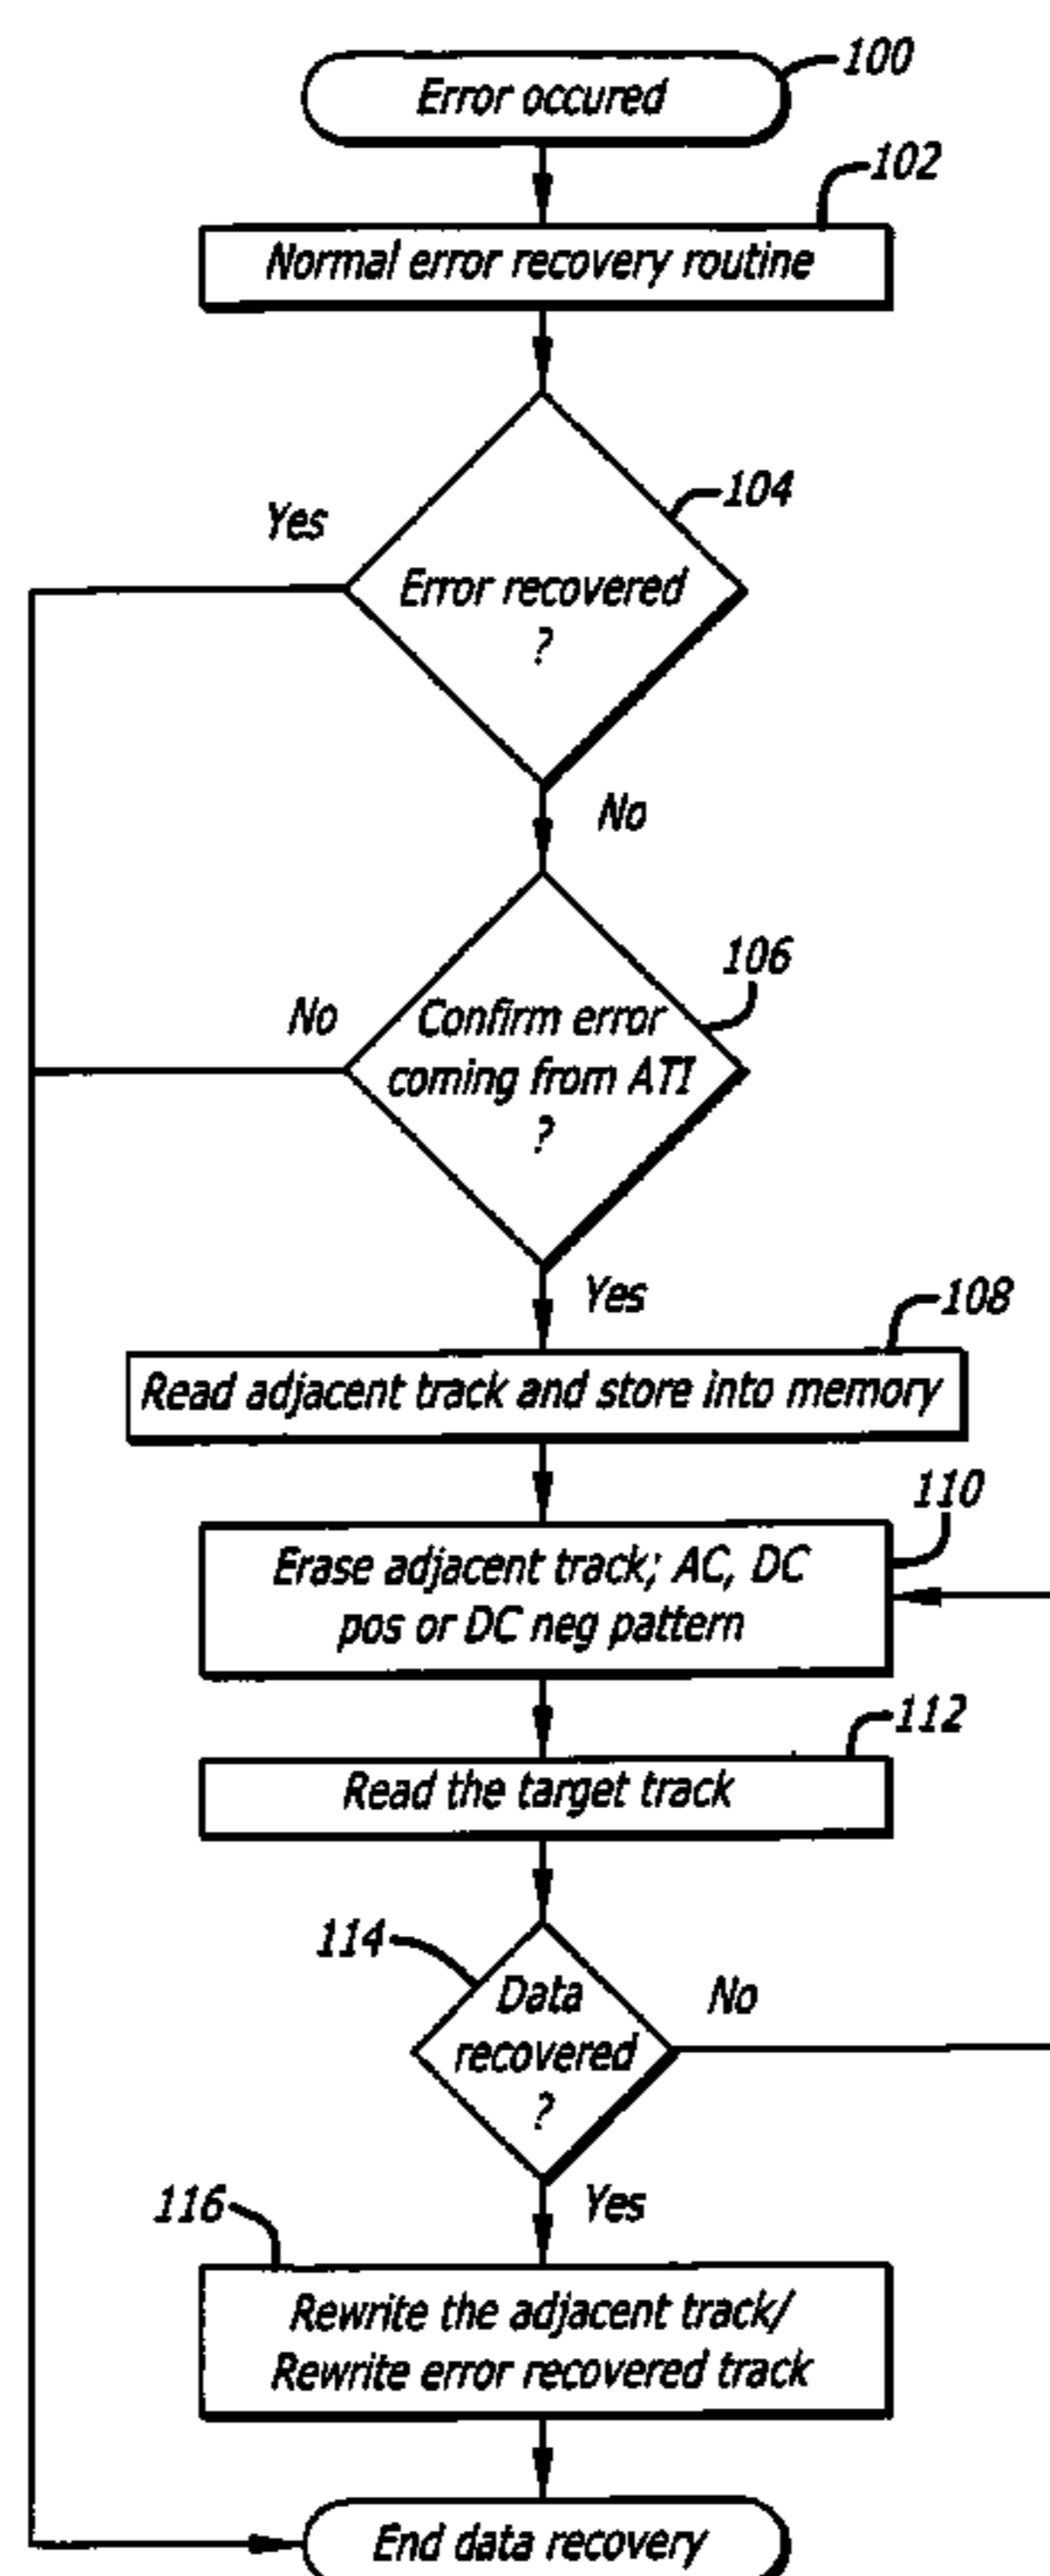 Error occured
100
102
Normal error recovery routine
104
Yes
Error recovered
?
No
106
No
Confirm error
coming from ATI
?
Yes
108
Read adjacent track and store into memory
110
Erase adjacent track; AC, DC
pos or DC neg pattern
112
Read the target track
114
Data
recovered
?
No
Yes
116
Rewrite the adjacent track/
Rewrite error recovered track
End data recovery